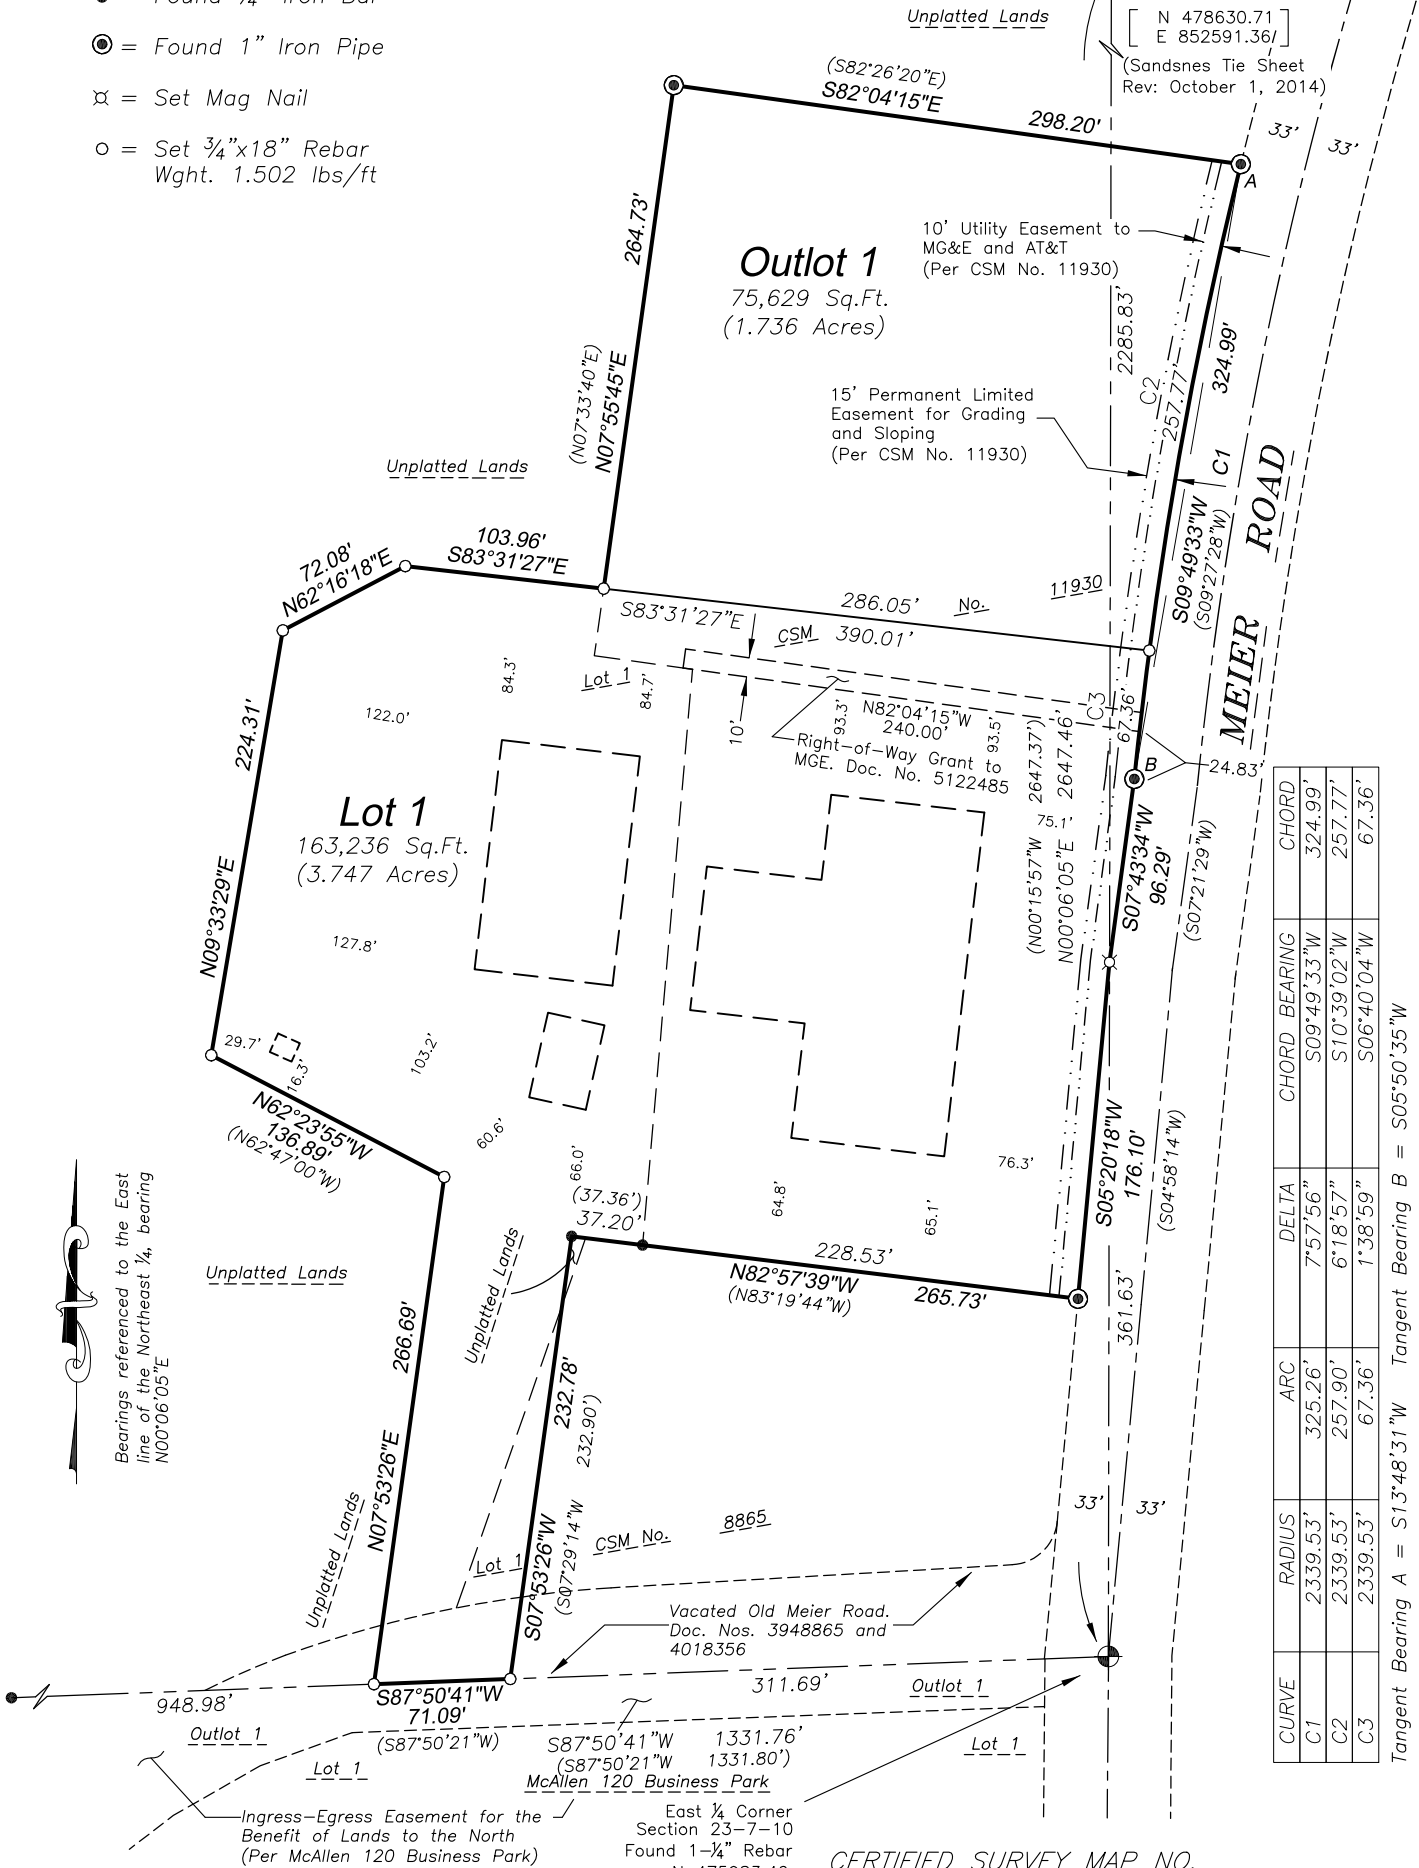 = Found ¾" Iron Bar
= Found 1" Iron Pipe
= Set Mag Nail
= Set ¾"x18" Rebar
Wght. 1.502 lbs/ft
Unplatted Lands
N 478630.71
E 852591.36
(Sandsnes Tie Sheet
Rev: October 1, 2014)
(S82°26'20"E)
S82°04'15"E
298.20'
33'
33'
A
264.73'
Outlot 1
75,629 Sq.Ft.
(1.736 Acres)
10' Utility Easement to
MG&E and AT&T
(Per CSM No. 11930)
2285.83'
C2
257.77'
324.99'
C1
(N07°33'40"E)
N07°55'45"E
15' Permanent Limited
Easement for Grading
and Sloping
(Per CSM No. 11930)
Unplatted Lands
S09°49'33"W
(S09°27'28"W)
MEIER ROAD
103.96'
S83°31'27"E
72.08'
N62°16'18"E
S83°31'27"E
286.05'
390.01'
CSM No. 11930
Lot 1
84.3'
84.7'
122.0'
10'
93.3'
N82°04'15"W
240.00'
93.5'
Right-of-Way Grant to
MGE. Doc. No. 5122485
C3
67.36'
2647.37')
2647.46'
B
24.83'
75.1'
224.31'
N09°33'29"E
Lot 1
163,236 Sq.Ft.
(3.747 Acres)
(N00°15'57"W
N00°06'05"E
S07°43'34"W
96.29'
(S07°21'29"W)
127.8'
29.7'
16.3'
103.2'
N62°23'55"W
136.89'
(N62°47'00"W)
60.6'
66.0'
(37.36')
37.20'
64.8'
65.1'
76.3'
S05°20'18"W
176.10'
(S04°58'14"W)
228.53'
N82°57'39"W
(N83°19'44"W)
265.73'
361.63'
Bearings referenced to the East
line of the Northeast ¼, bearing
N00°06'05"E
Unplatted Lands
Unplatted Lands
266.69'
N07°53'26"E
232.78'
232.90')
S07°53'26"W
(S07°29'14"W
Unplatted Lands
CSM No. 8865
Lot 1
33'
33'
Vacated Old Meier Road.
Doc. Nos. 3948865 and
4018356
948.98'
S87°50'41"W
71.09'
(S87°50'21"W)
311.69'
Outlot 1
Outlot 1
Lot 1
S87°50'41"W 1331.76'
(S87°50'21"W 1331.80')
Lot 1
McAllen 120 Business Park
Ingress-Egress Easement for the
Benefit of Lands to the North
(Per McAllen 120 Business Park)
East ¼ Corner
Section 23-7-10
Found 1-¼" Rebar
CERTIFIED SURVEY MAP NO.
CURVE RADIUS ARC DELTA CHORD BEARING CHORD
C1 2339.53' 325.26' 7°57'56" S09°49'33"W 324.99'
C2 2339.53' 257.90' 6°18'57" S10°39'02"W 257.77'
C3 2339.53' 67.36' 1°38'59" S06°40'04"W 67.36'
Tangent Bearing A = S13°48'31"W Tangent Bearing B = S05°50'35"W